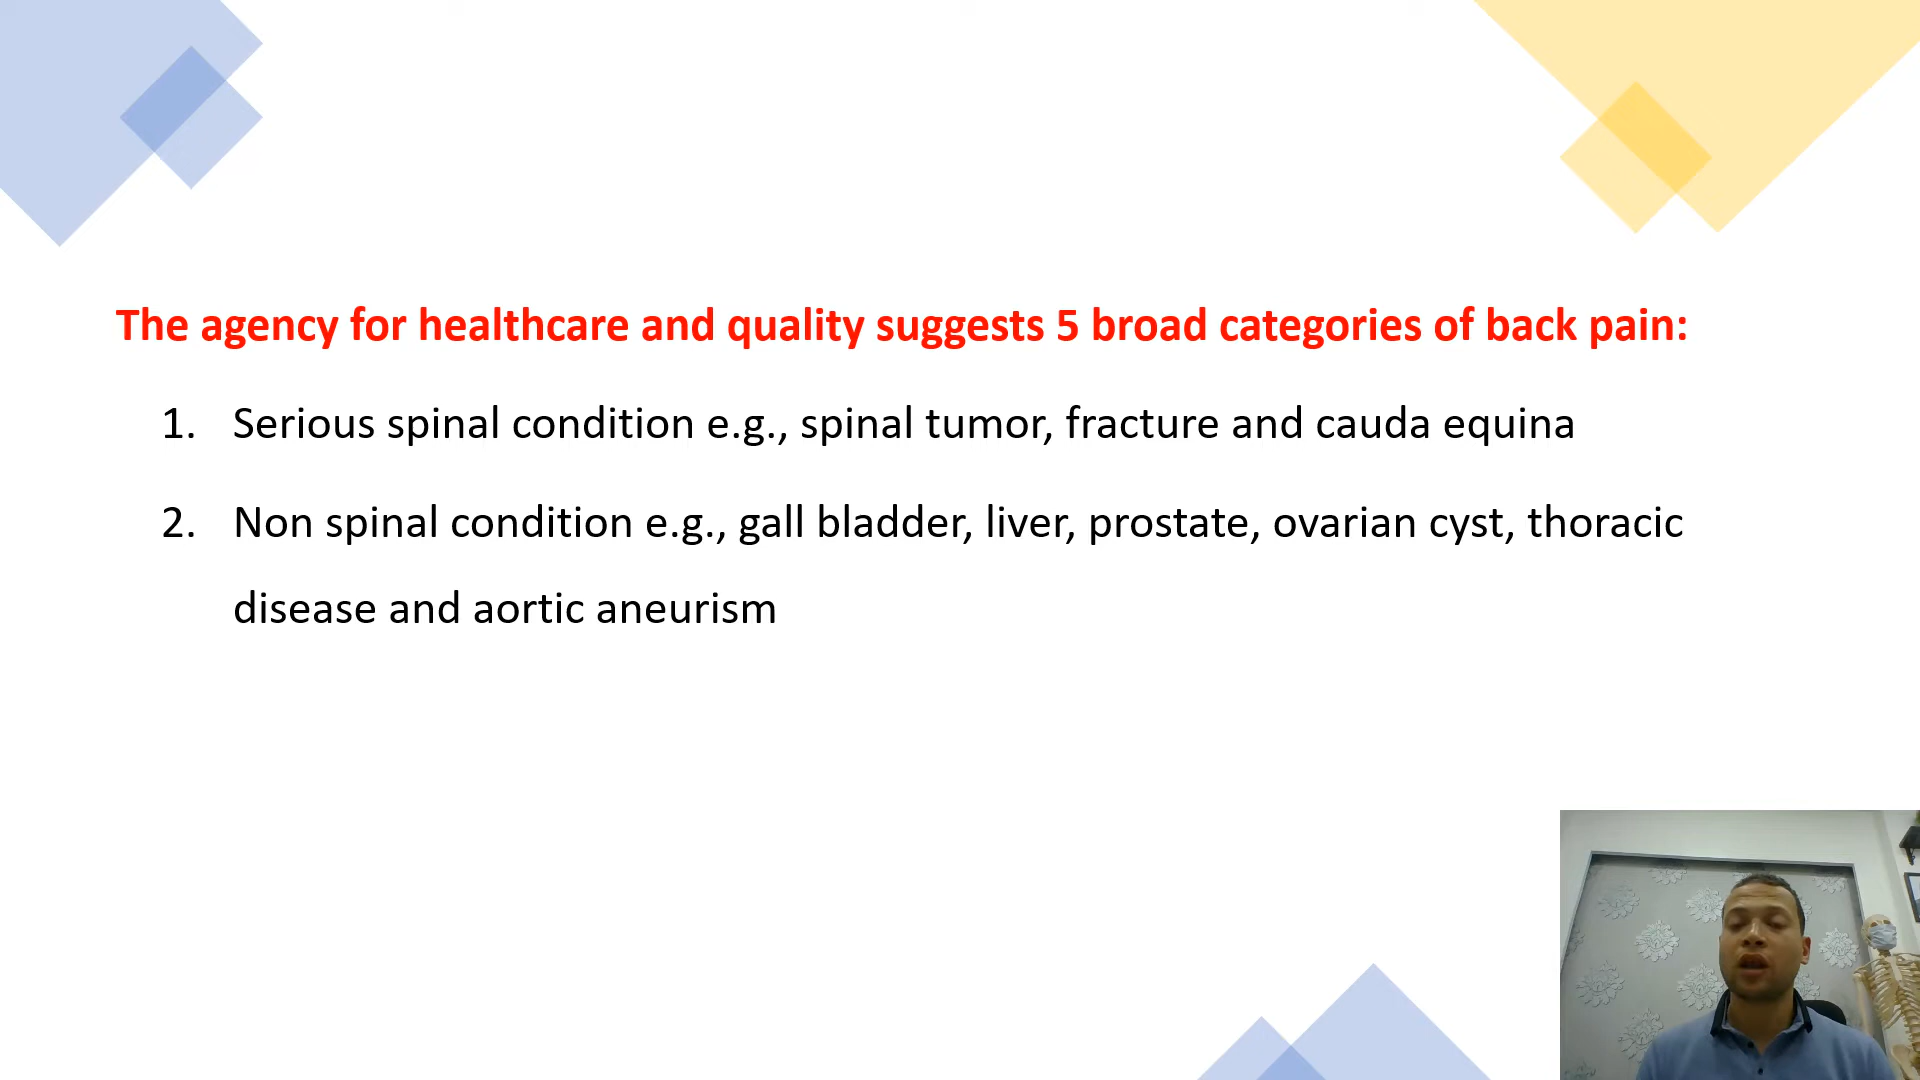 The agency for healthcare and quality suggests 5 broad categories of back pain:
1. Serious spinal condition e.g., spinal tumor, fracture and cauda equina
2. Non spinal condition e.g., gall bladder, liver, prostate, ovarian cyst, thoracic
disease and aortic aneurism